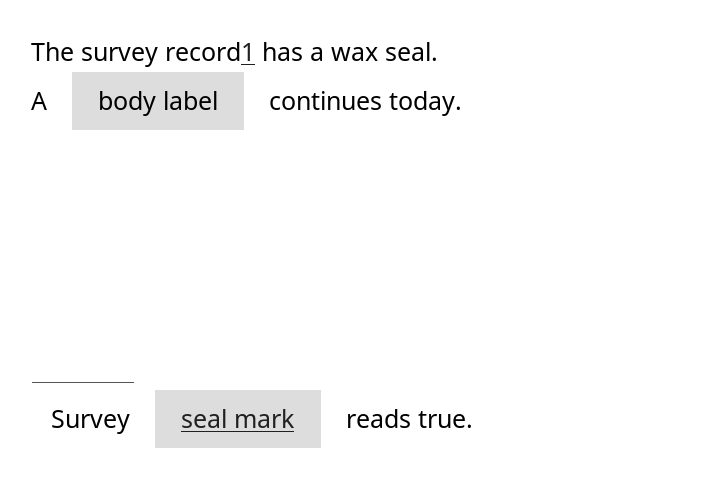 The survey record1 has a wax seal.
A body label continues today.
Survey seal mark reads true.